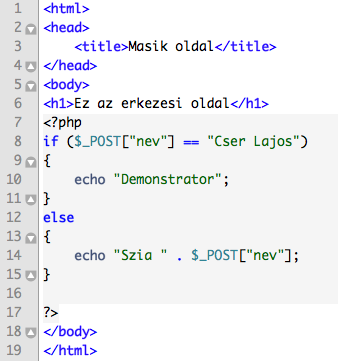 1 <html>
2 <head>
3     <title>Masik oldal</title>
4 </head>
5 <body>
6 <h1>Ez az erkezesi oldal</h1>
7 <?php
8 if ($_POST["nev"] == "Cser Lajos")
9 {
10     echo "Demonstrator";
11 }
12 else
13 {
14     echo "Szia " . $_POST["nev"];
15 }
16
17 ?>
18 </body>
19 </html>